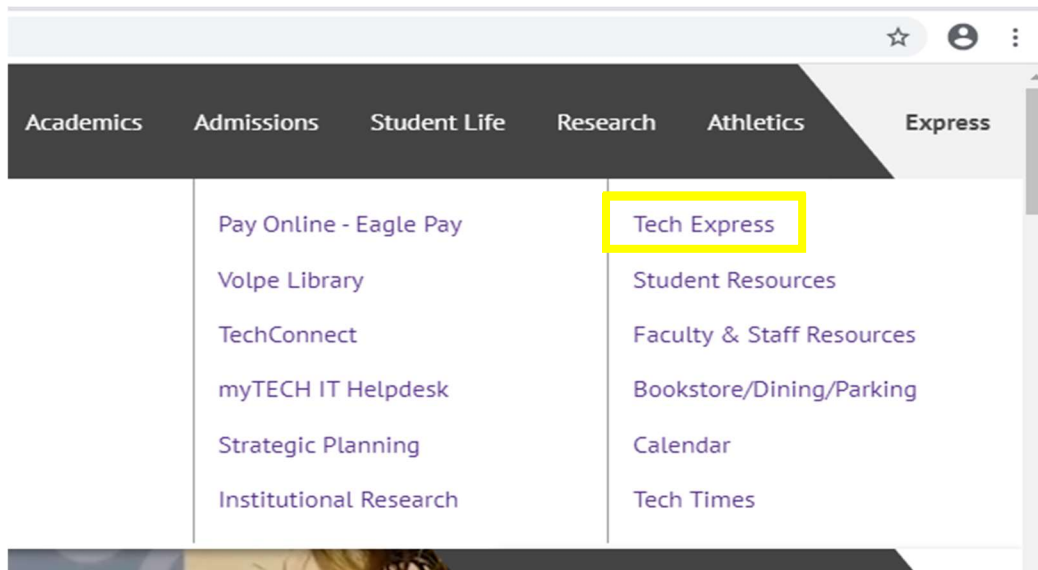 Academics Admissions Student Life Research Athletics Express
Pay Online - Eagle Pay
Volpe Library
TechConnect
myTECH IT Helpdesk
Strategic Planning
Institutional Research
Tech Express
Student Resources
Faculty & Staff Resources
Bookstore/Dining/Parking
Calendar
Tech Times